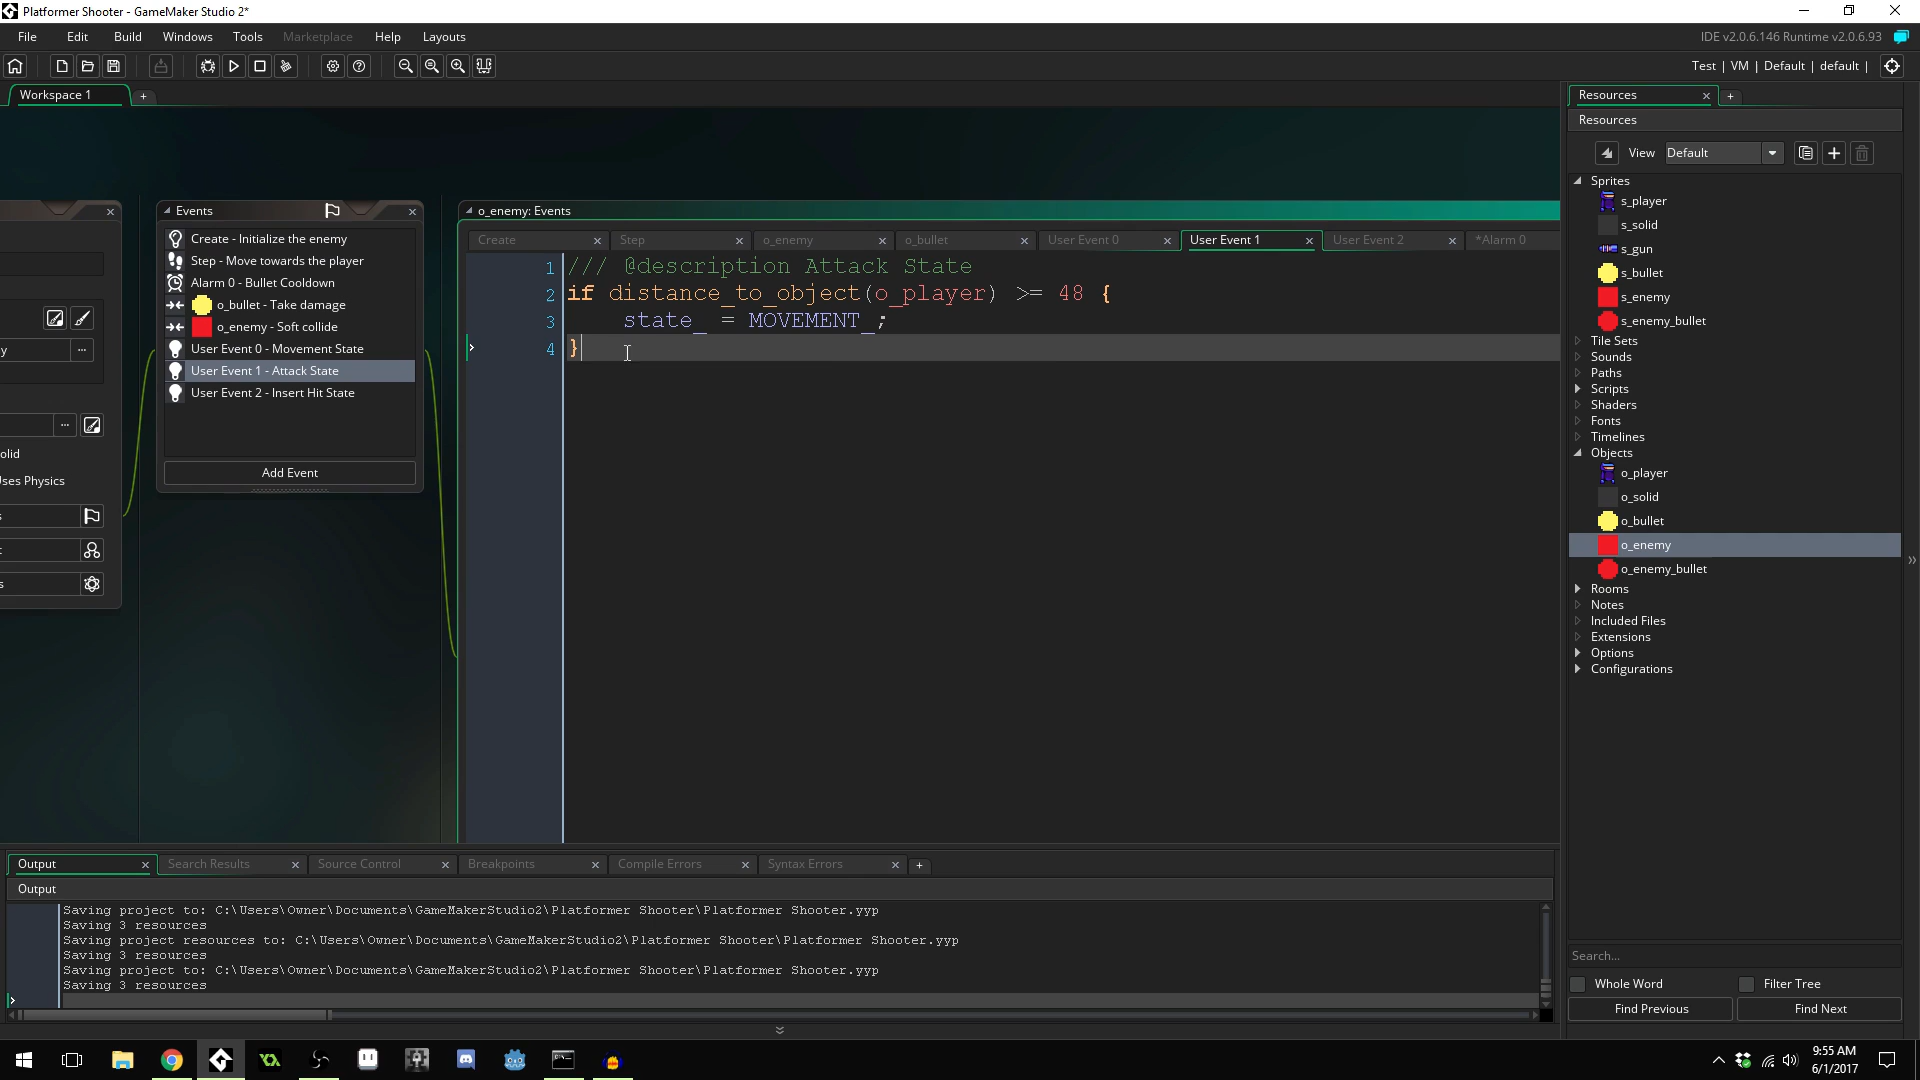 Platformer Shooter - GameMaker Studio 2*
File Edit Build Windows Tools Marketplace Help Layouts
IDE v2.0.6.146 Runtime v2.0.6.93
Test | VM | Default | default |
Workspace 1
Resources
Resources
View Default
Sprites
s_player
s_solid
s_gun
s_bullet
s_enemy
s_enemy_bullet
Tile Sets
Sounds
Paths
Scripts
Shaders
Fonts
Timelines
Objects
o_player
o_solid
o_bullet
o_enemy
o_enemy_bullet
Rooms
Notes
Included Files
Extensions
Options
Configurations
Search...
Whole Word
Filter Tree
Find Previous
Find Next
y
olid
ses Physics
s
t
s
Events
Create - Initialize the enemy
Step - Move towards the player
Alarm 0 - Bullet Cooldown
o_bullet - Take damage
o_enemy - Soft collide
User Event 0 - Movement State
User Event 1 - Attack State
User Event 2 - Insert Hit State
Add Event
o_enemy: Events
Create Step o_enemy o_bullet User Event 0 User Event 1 User Event 2 *Alarm 0
1 /// @description Attack State
2 if distance_to_object(o_player) >= 48 {
3 state_ = MOVEMENT_;
4 }
Output Search Results Source Control Breakpoints Compile Errors Syntax Errors
Output
Saving project to: C:\Users\Owner\Documents\GameMakerStudio2\Platformer Shooter\Platformer Shooter.yyp
Saving 3 resources
Saving project resources to: C:\Users\Owner\Documents\GameMakerStudio2\Platformer Shooter\Platformer Shooter.yyp
Saving 3 resources
Saving project to: C:\Users\Owner\Documents\GameMakerStudio2\Platformer Shooter\Platformer Shooter.yyp
Saving 3 resources
9:55 AM
6/1/2017